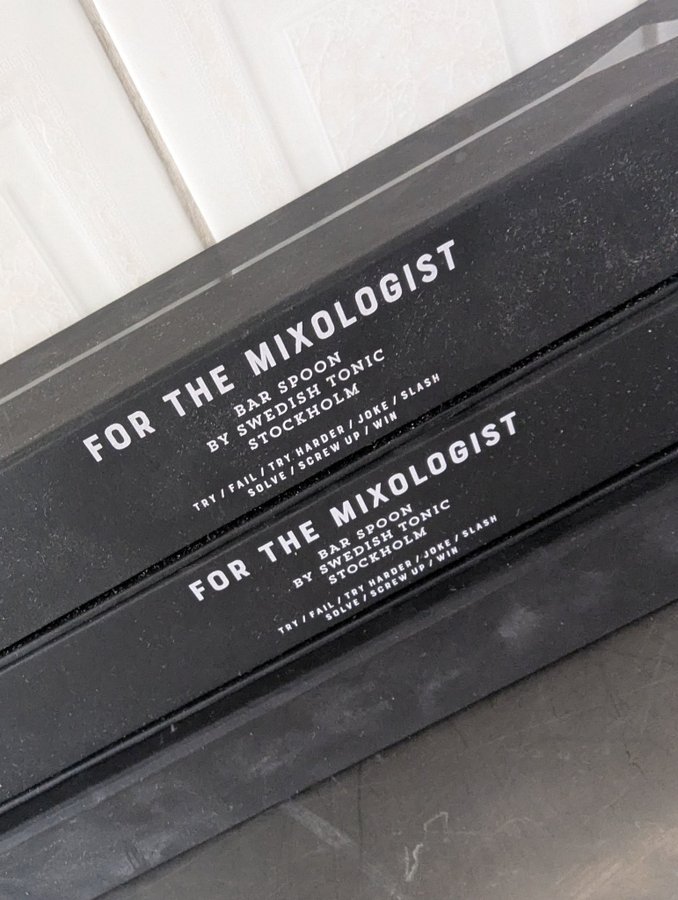 FOR THE MIXOLOGIST
BAR SPOON
BY SWEDISH TONIC
STOCKHOLM
TRY / FAIL / TRY HARDER / JOKE / SLASH
SOLVE / SCREW UP / WIN
FOR THE MIXOLOGIST
BAR SPOON
BY SWEDISH TONIC
STOCKHOLM
TRY / FAIL / TRY HARDER / JOKE / SLASH
SOLVE / SCREW UP / WIN